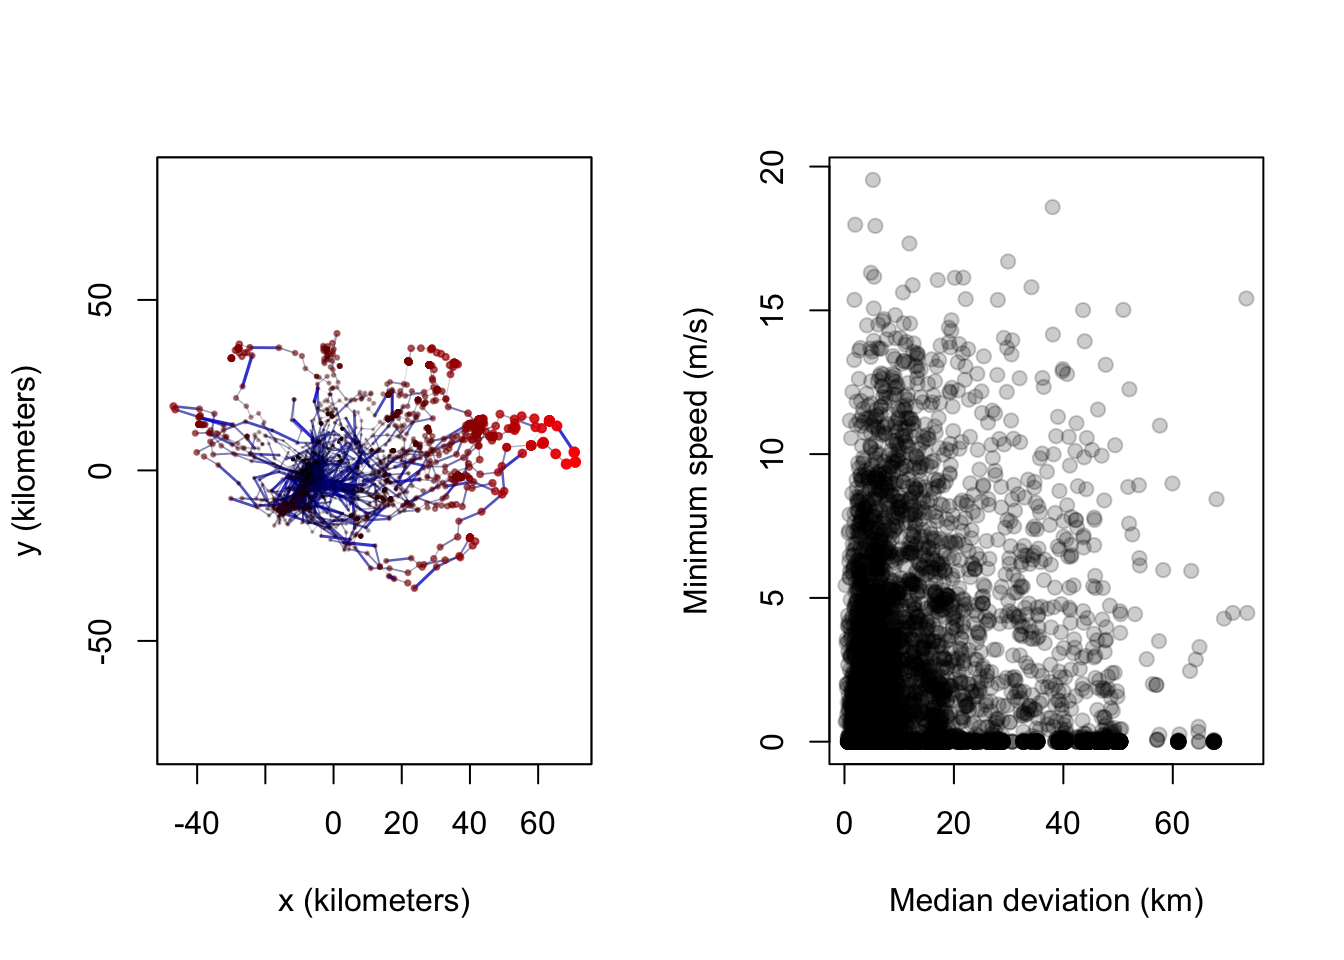 y (kilometers)
50
0
-50
-40 0 20 40 60
x (kilometers)
Minimum speed (m/s)
20
15
10
5
0
0 20 40 60
Median deviation (km)